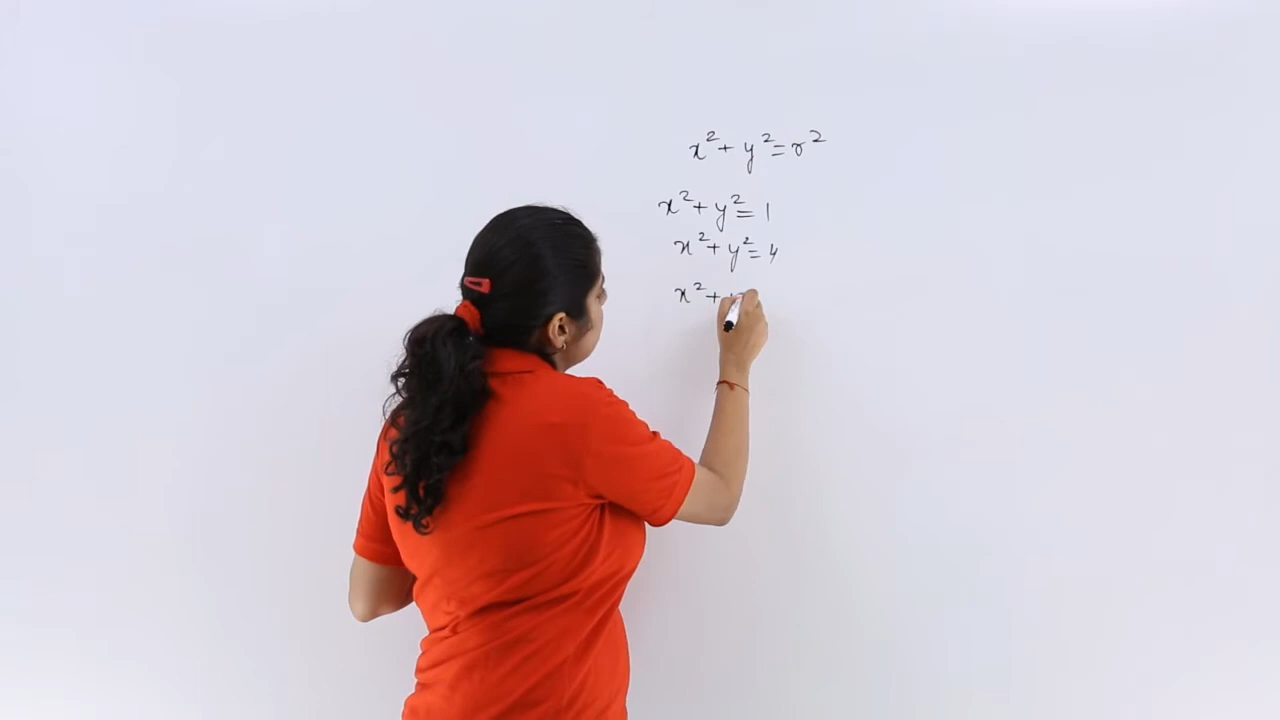 x² + y² = r²
x² + y² = 1
x² + y² = 4
x² +